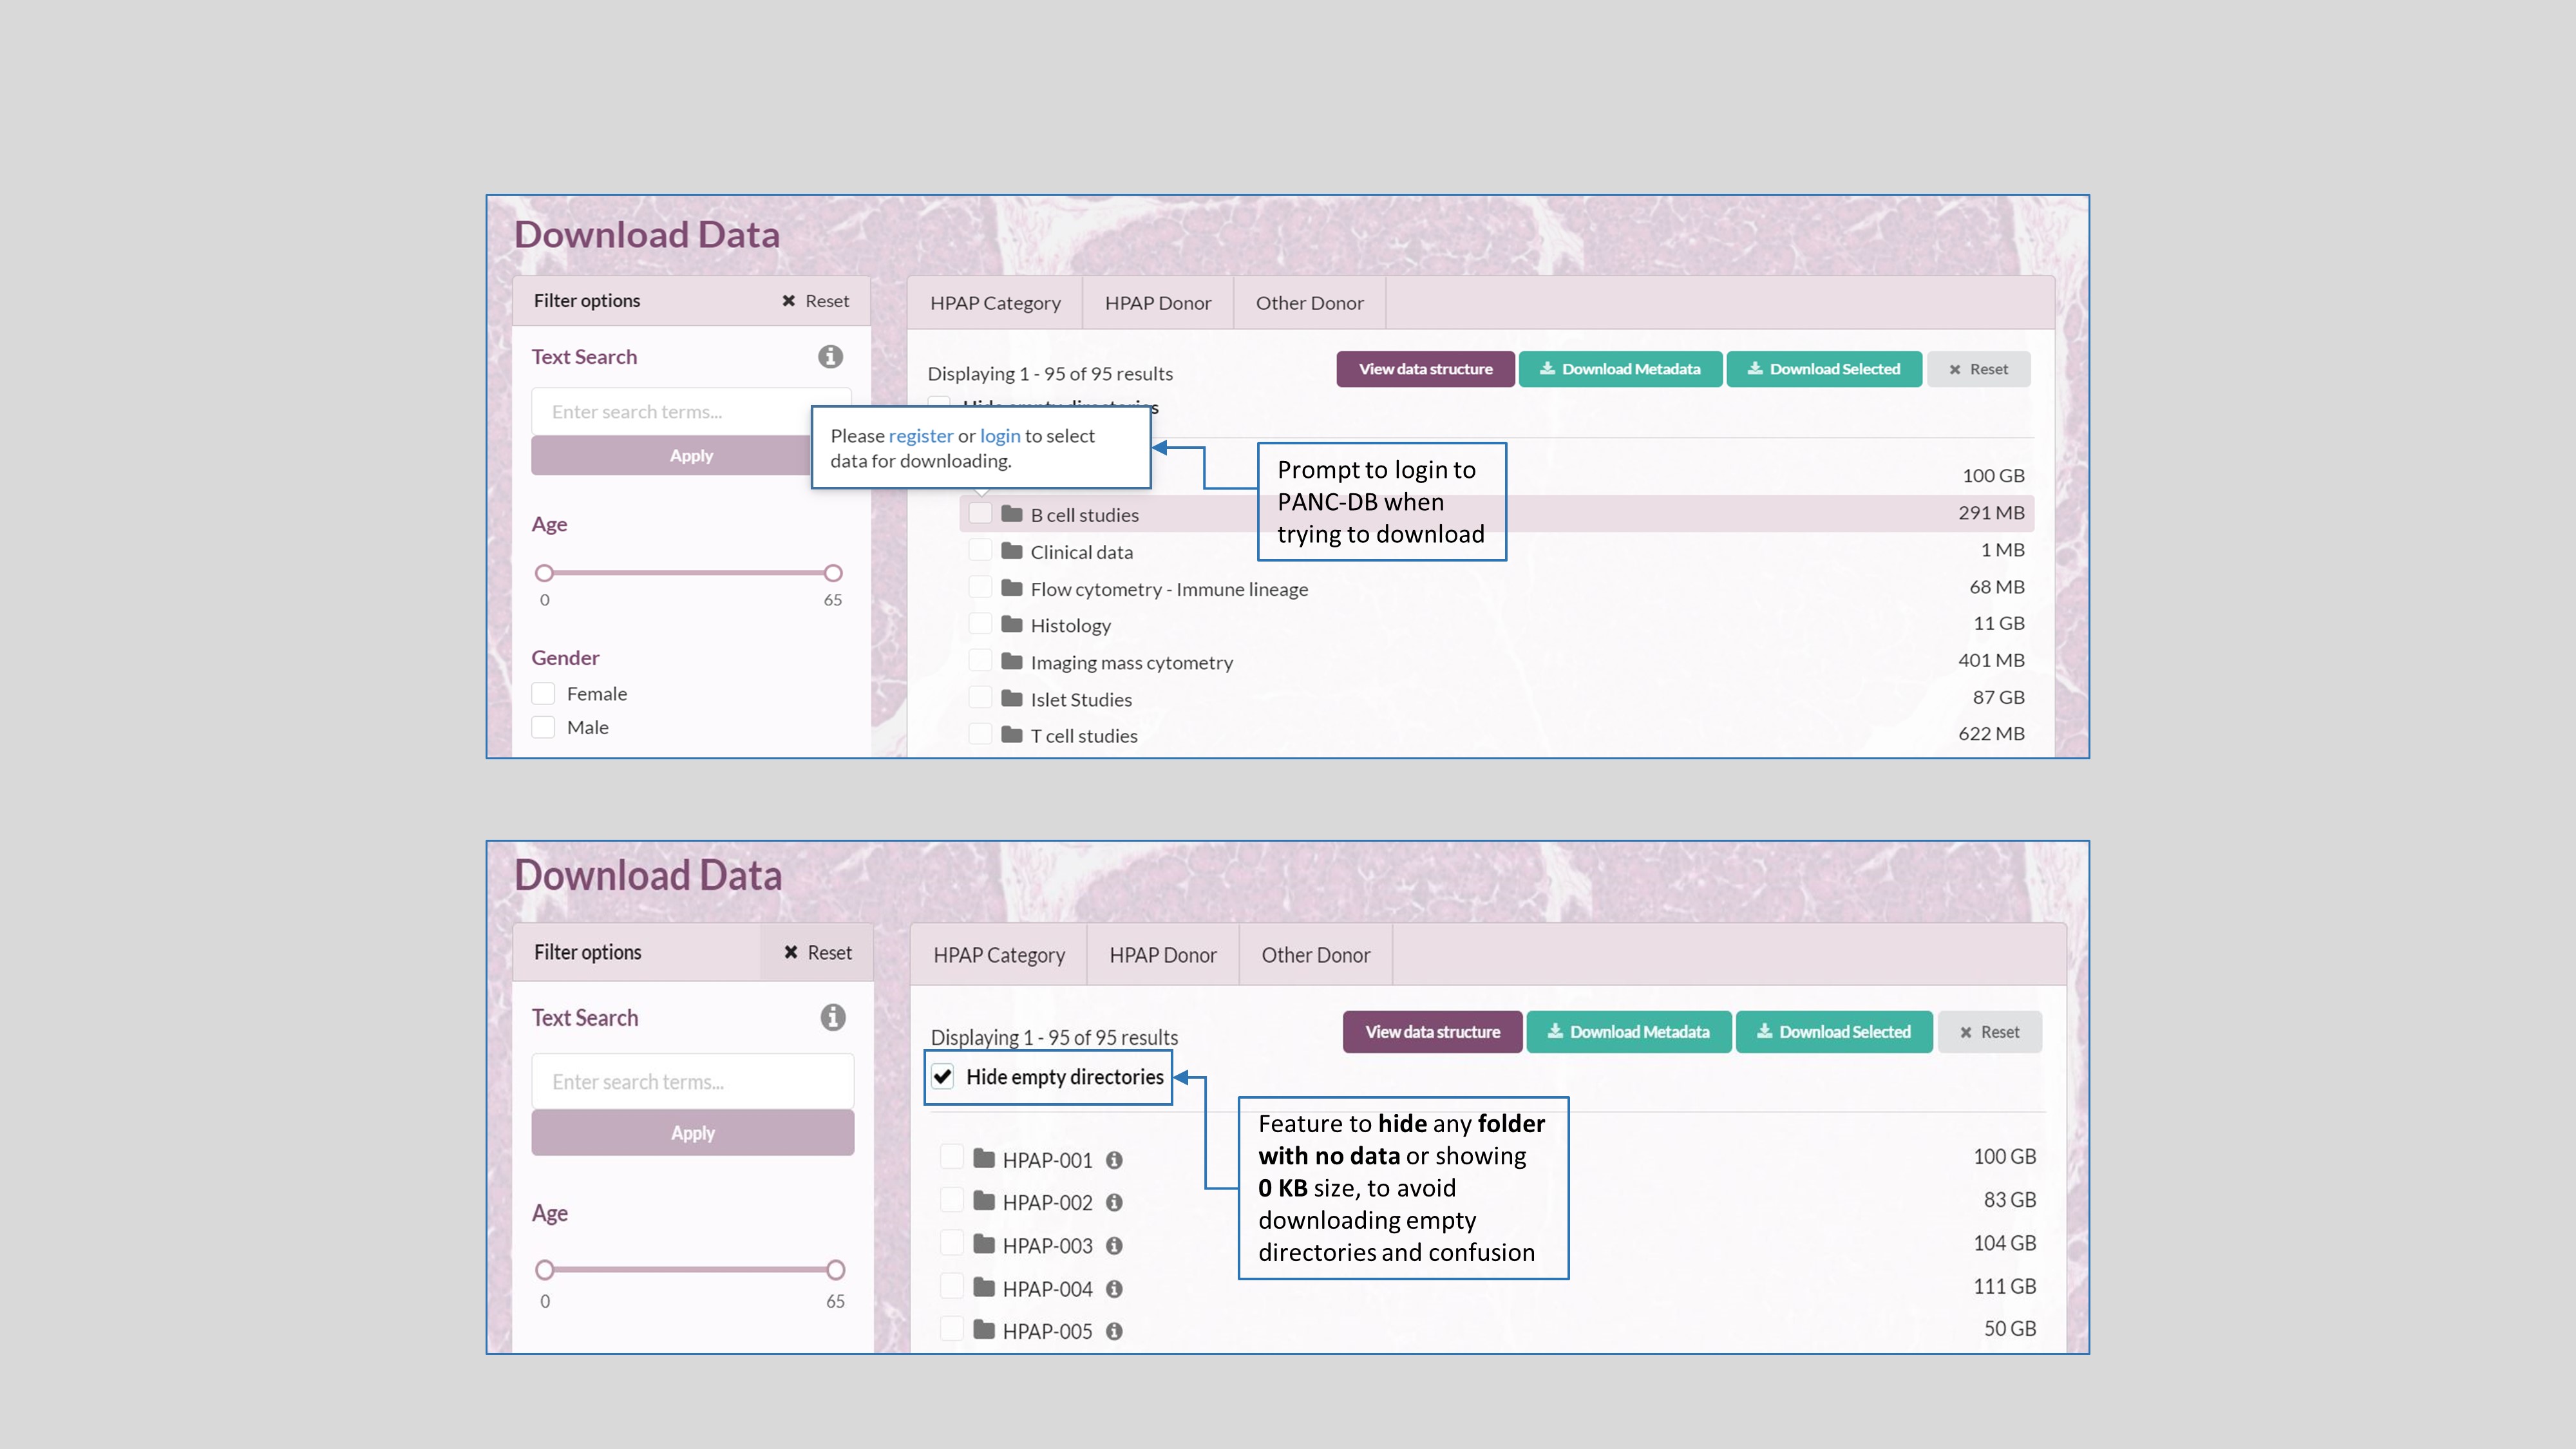 Download Data
Filter options
Reset
Text Search
Enter search terms...
Apply
Age
0
65
Gender
Female
Male
HPAP Category
HPAP Donor
Other Donor
Displaying 1 - 95 of 95 results
View data structure
Download Metadata
Download Selected
Reset
Hide empty directories
Please register or login to select
data for downloading.
Prompt to login to
PANC-DB when
trying to download
100 GB
B cell studies
291 MB
Clinical data
1 MB
Flow cytometry - Immune lineage
68 MB
Histology
11 GB
Imaging mass cytometry
401 MB
Islet Studies
87 GB
T cell studies
622 MB
Download Data
Filter options
Reset
Text Search
Enter search terms...
Apply
Age
0
65
HPAP Category
HPAP Donor
Other Donor
Displaying 1 - 95 of 95 results
View data structure
Download Metadata
Download Selected
Reset
Hide empty directories
Feature to hide any folder
with no data or showing
0 KB size, to avoid
downloading empty
directories and confusion
HPAP-001
100 GB
HPAP-002
83 GB
HPAP-003
104 GB
HPAP-004
111 GB
HPAP-005
50 GB